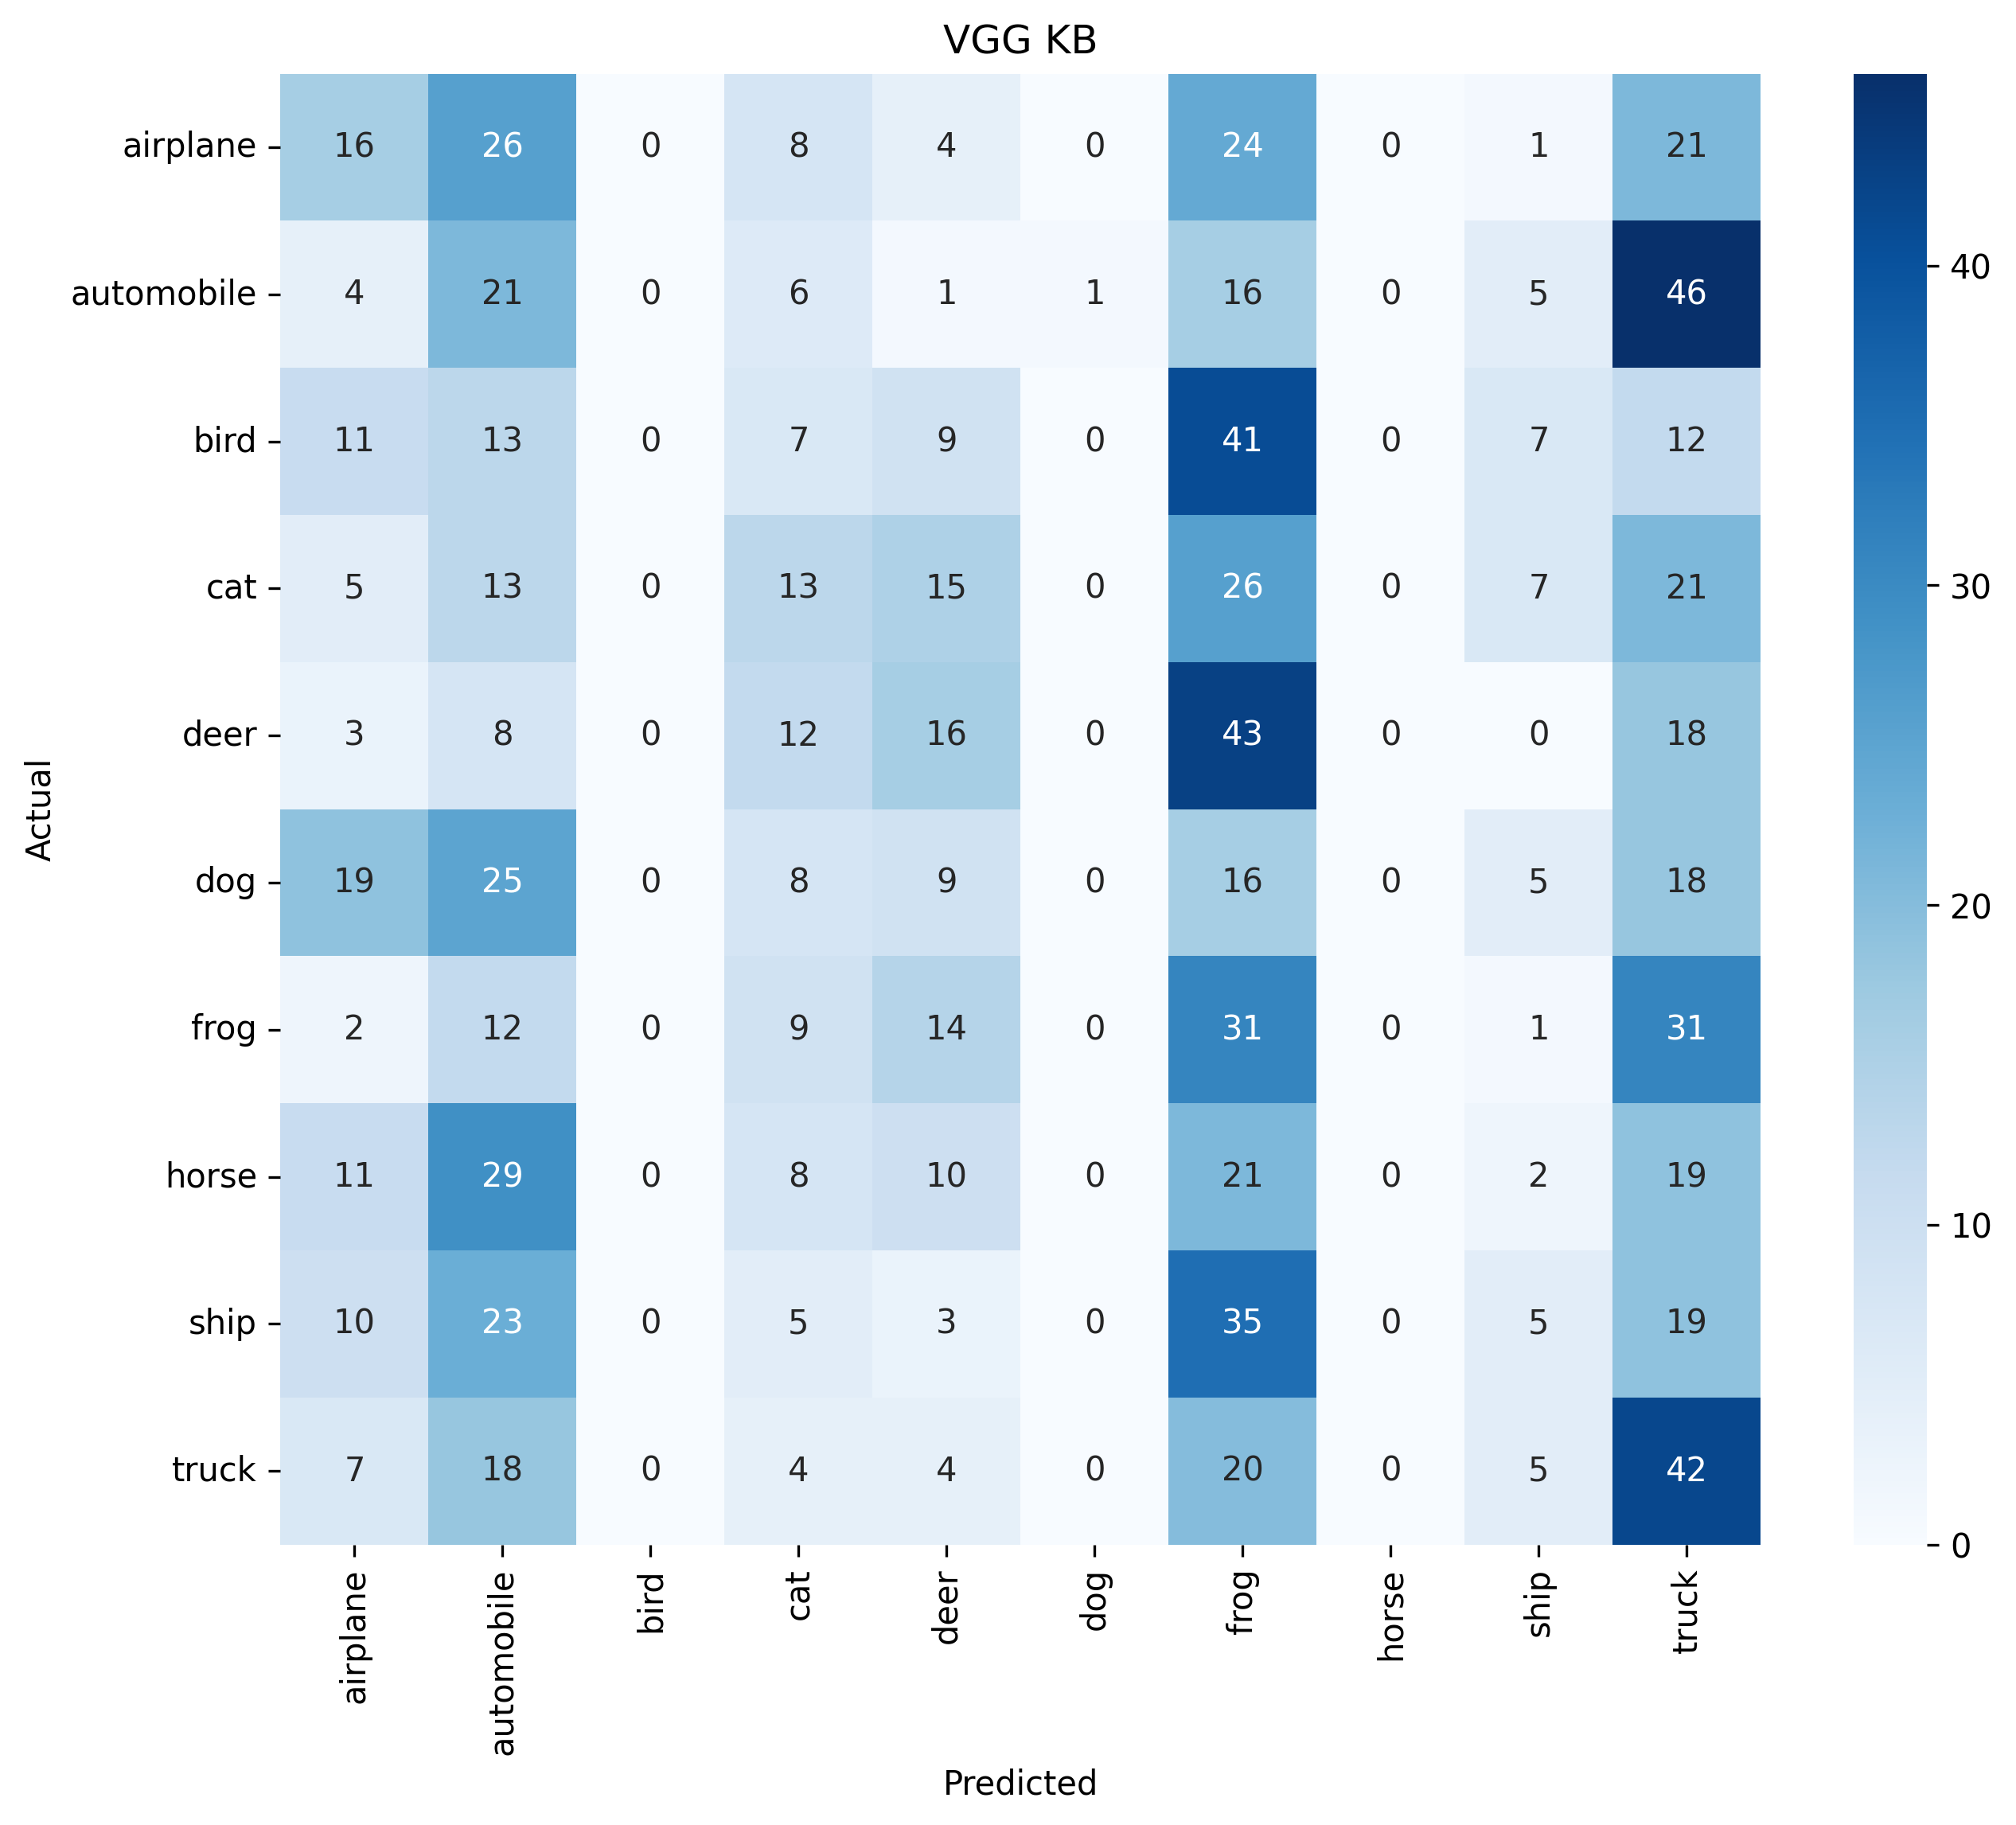 VGG KB
airplane 16 26 0 8 4 0 24 0 1 21
automobile 4 21 0 6 1 1 16 0 5 46
bird 11 13 0 7 9 0 41 0 7 12
cat 5 13 0 13 15 0 26 0 7 21
deer 3 8 0 12 16 0 43 0 0 18
dog 19 25 0 8 9 0 16 0 5 18
frog 2 12 0 9 14 0 31 0 1 31
horse 11 29 0 8 10 0 21 0 2 19
ship 10 23 0 5 3 0 35 0 5 19
truck 7 18 0 4 4 0 20 0 5 42
Actual
airplane automobile bird cat deer dog frog horse ship truck
Predicted
40
30
20
10
0